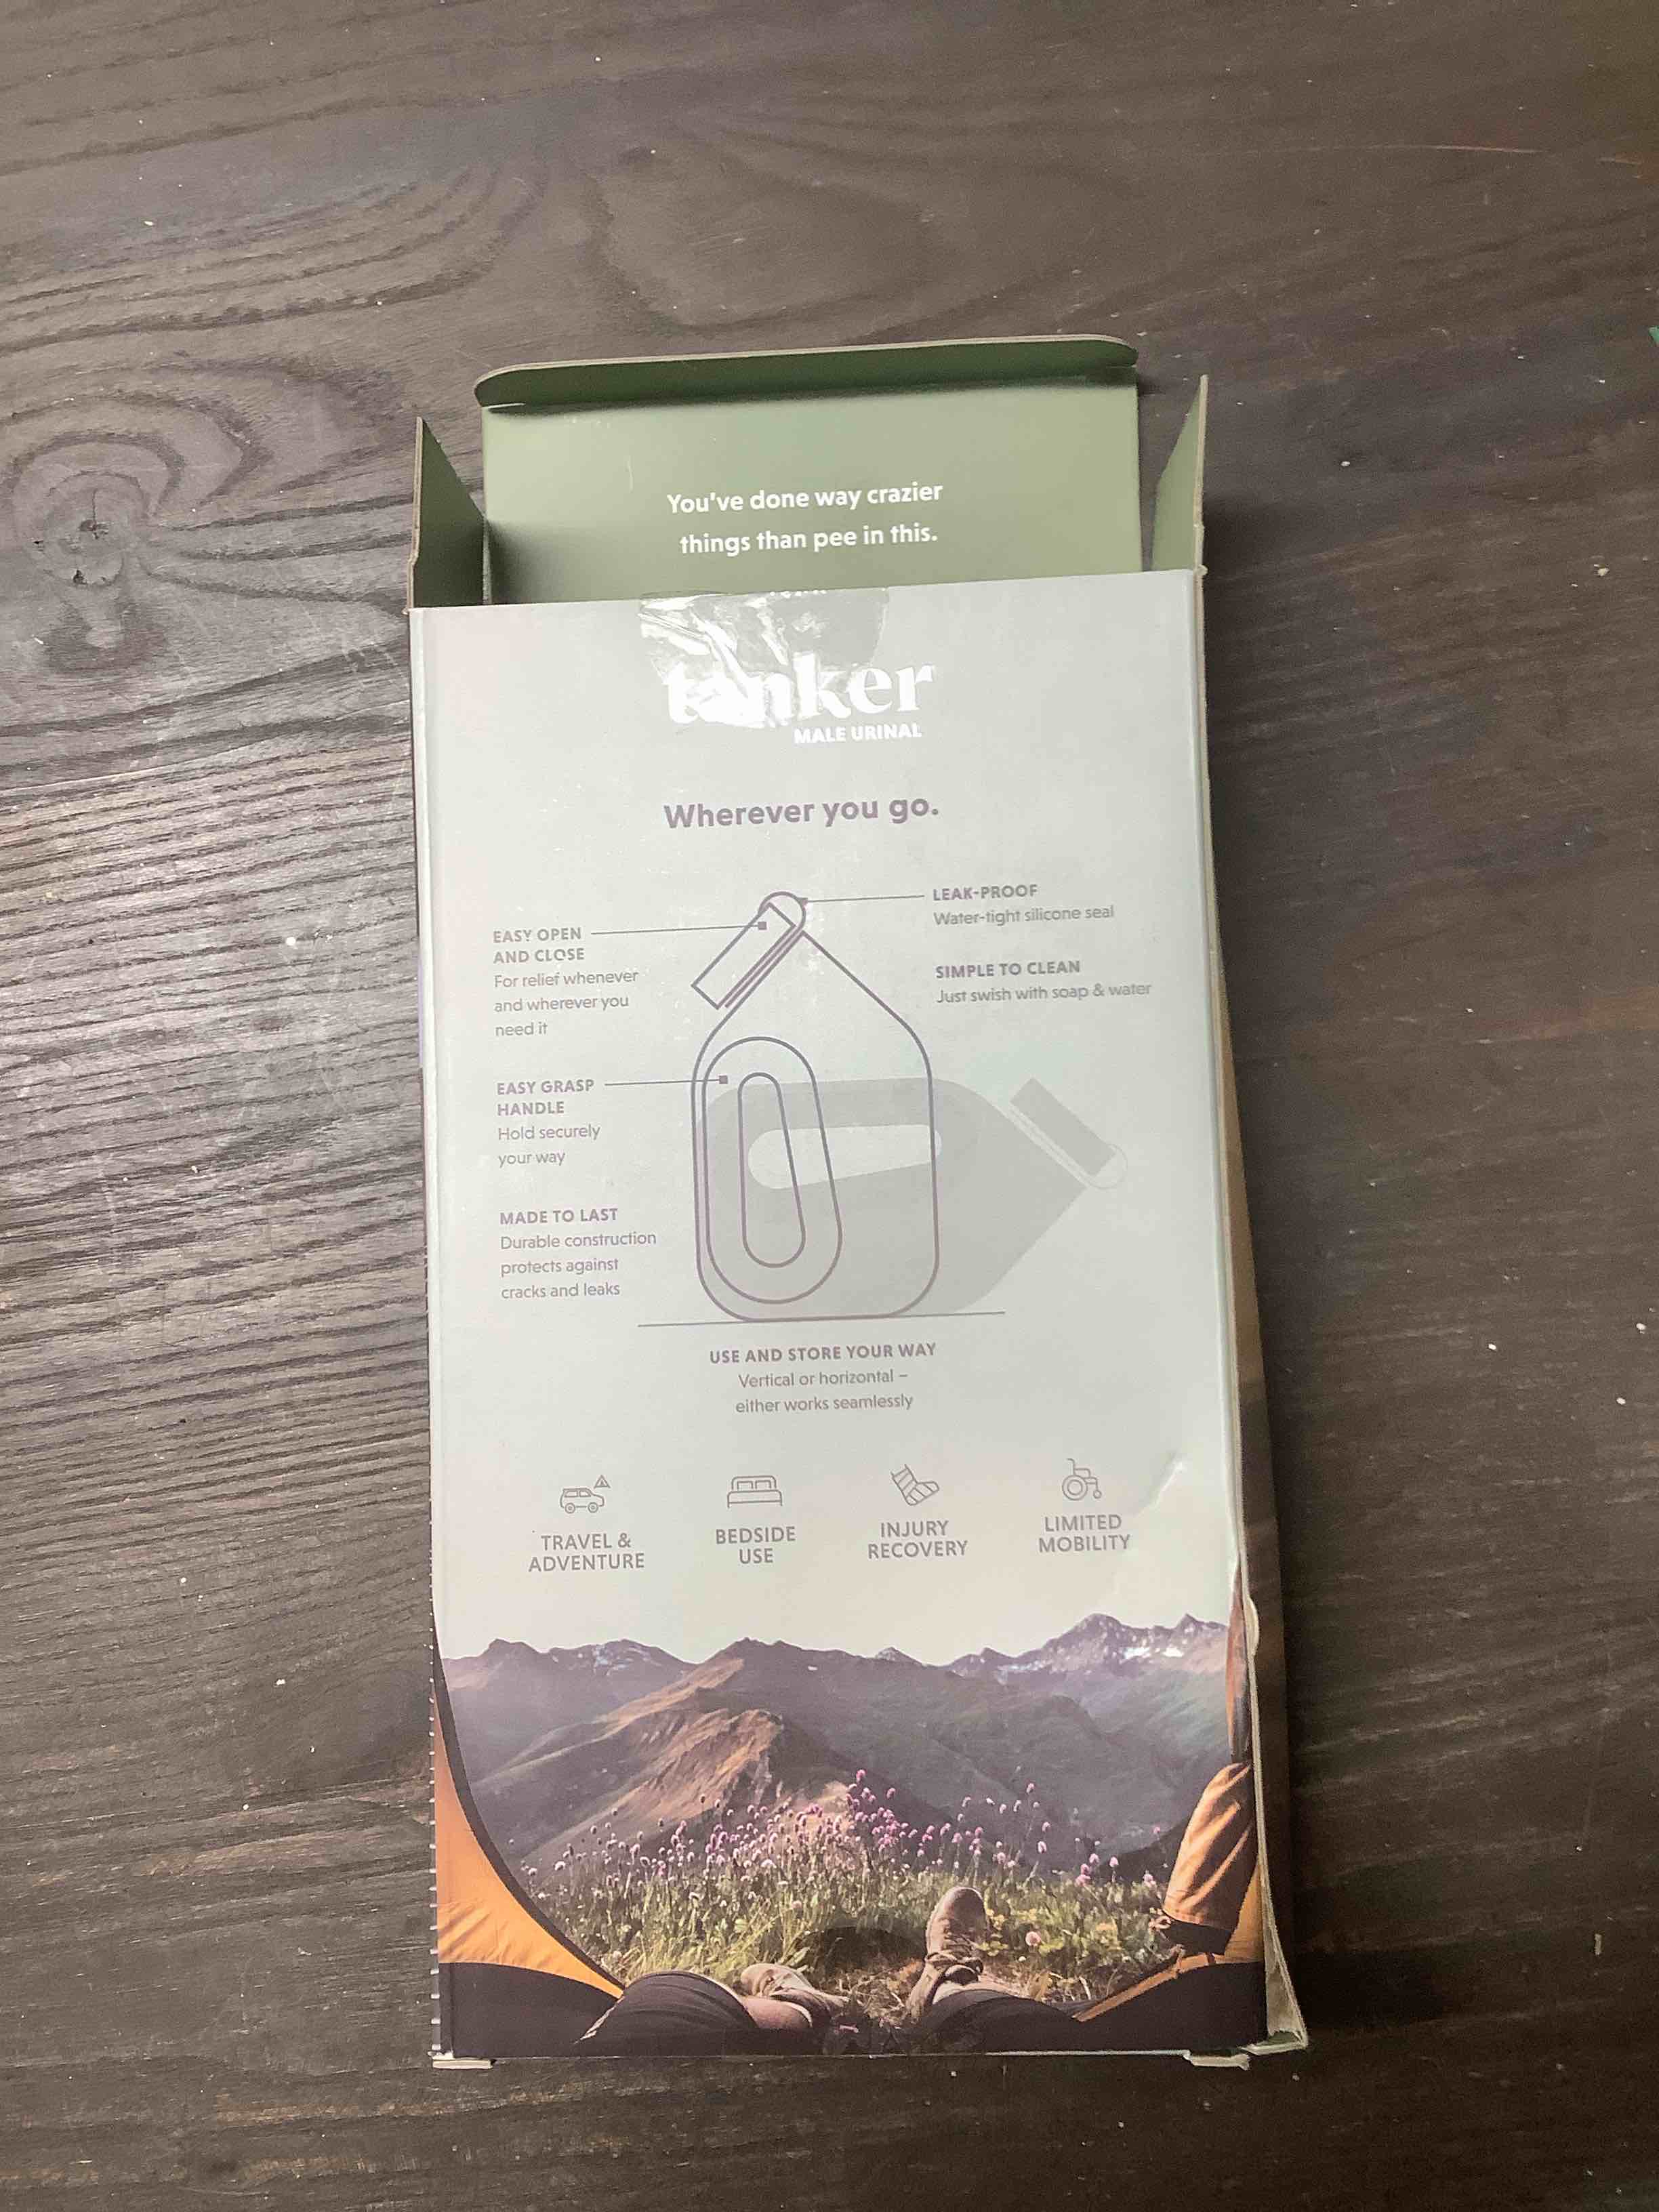 You've done way crazier
things than pee in this.
tanker
MALE URINAL
Wherever you go.
EASY OPEN
AND CLOSE
For relief whenever
and wherever you
need it
LEAK-PROOF
Water-tight silicone seal
SIMPLE TO CLEAN
Just swish with soap & water
EASY GRASP
HANDLE
Hold securely
your way
MADE TO LAST
Durable construction
protects against
cracks and leaks
USE AND STORE YOUR WAY
Vertical or horizontal –
either works seamlessly
TRAVEL &
ADVENTURE
BEDSIDE
USE
INJURY
RECOVERY
LIMITED
MOBILITY